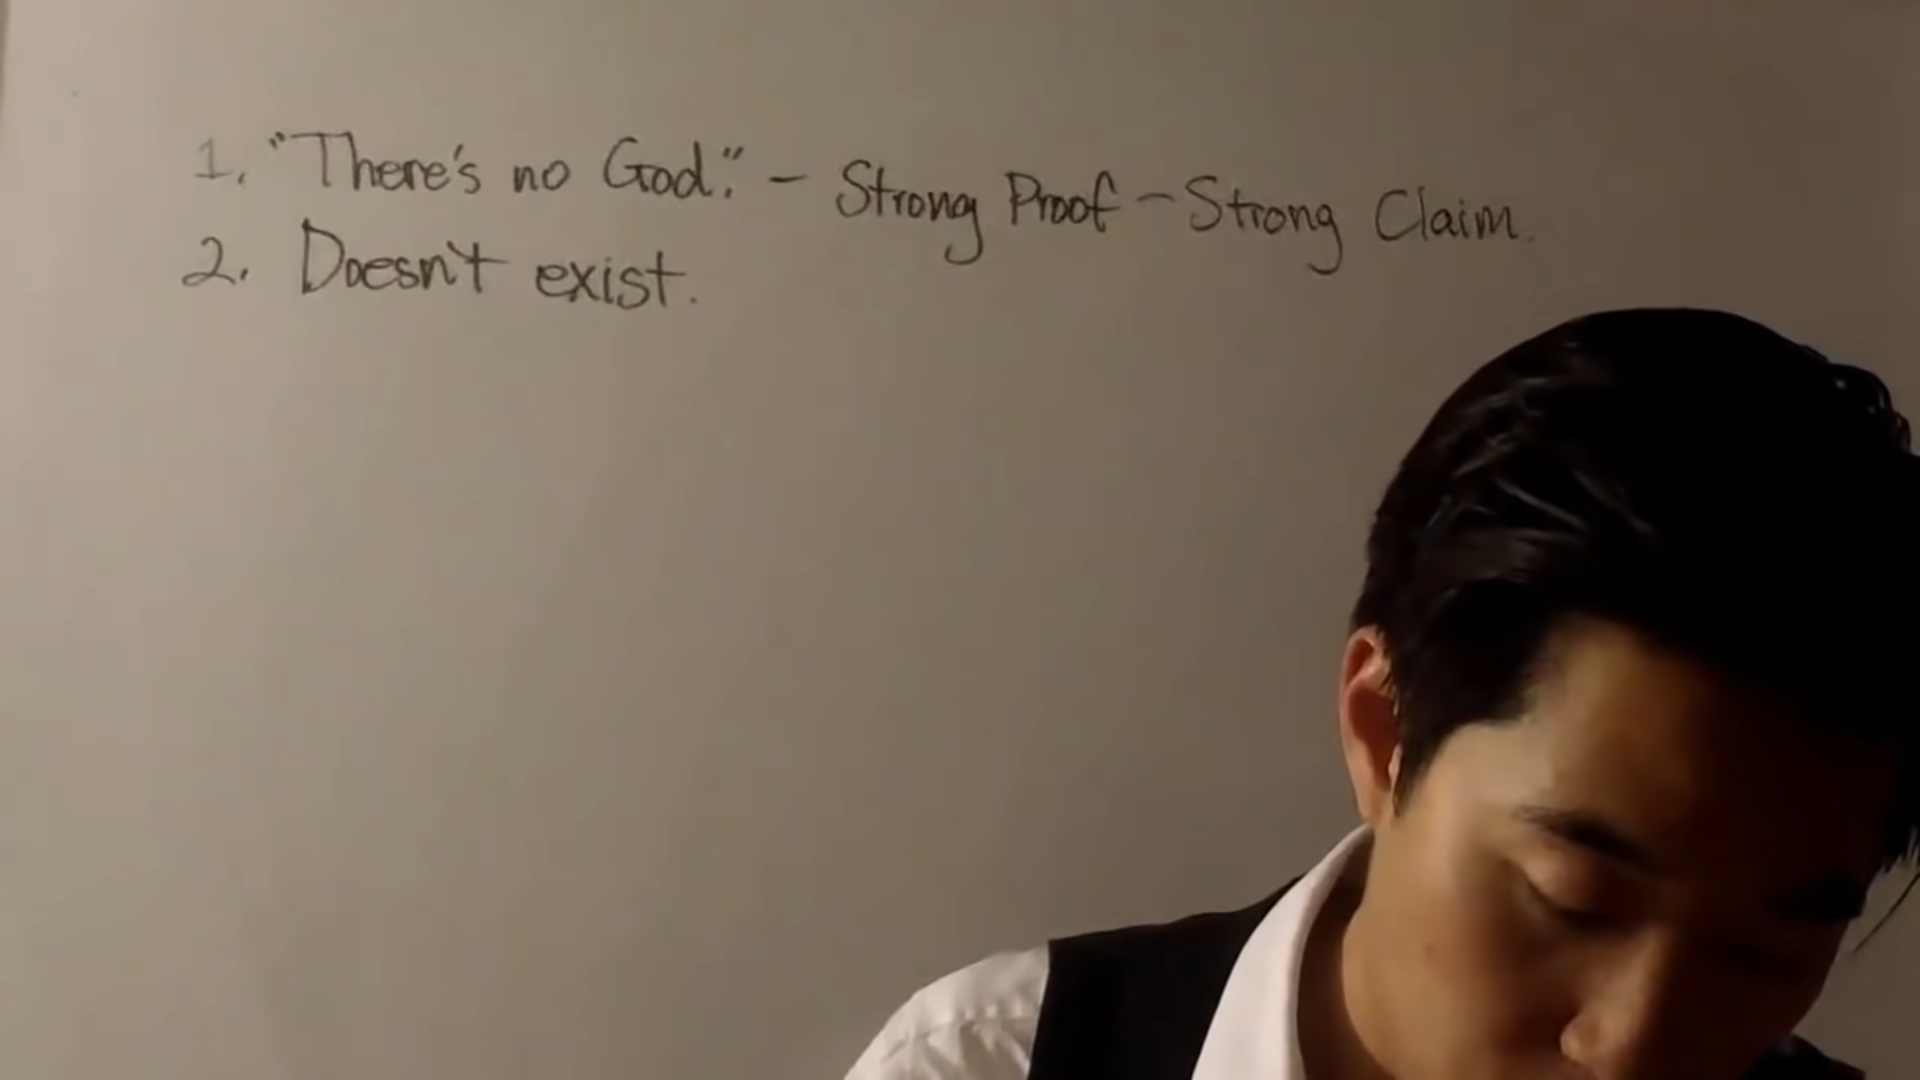 1. "There's no God." - Strong Proof - Strong Claim.
2. Doesn't exist.